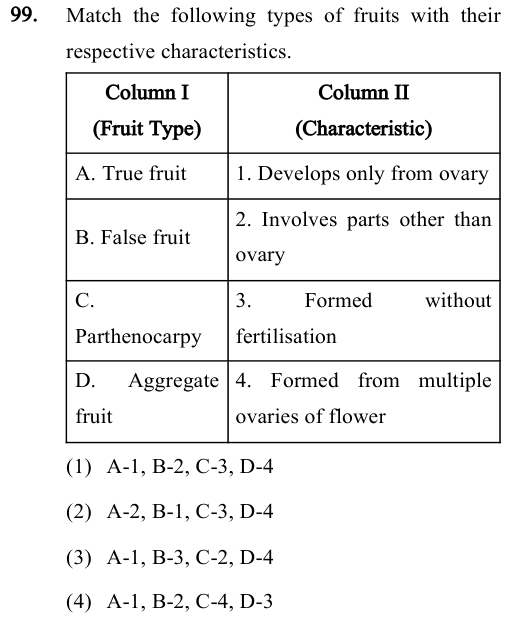 99. Match the following types of fruits with their
respective characteristics.
Column I
(Fruit Type)
Column II
(Characteristic)
A. True fruit
1. Develops only from ovary
B. False fruit
2. Involves parts other than
ovary
C.
Parthenocarpy
3. Formed without
fertilisation
D. Aggregate
fruit
4. Formed from multiple
ovaries of flower
(1) A-1, B-2, C-3, D-4
(2) A-2, B-1, C-3, D-4
(3) A-1, B-3, C-2, D-4
(4) A-1, B-2, C-4, D-3